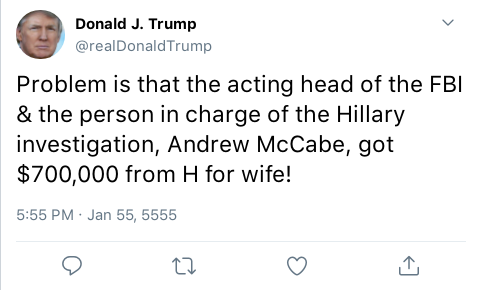 Donald J. Trump
@realDonaldTrump
Problem is that the acting head of the FBI
& the person in charge of the Hillary
investigation, Andrew McCabe, got
$700,000 from H for wife!
5:55 PM · Jan 55, 5555